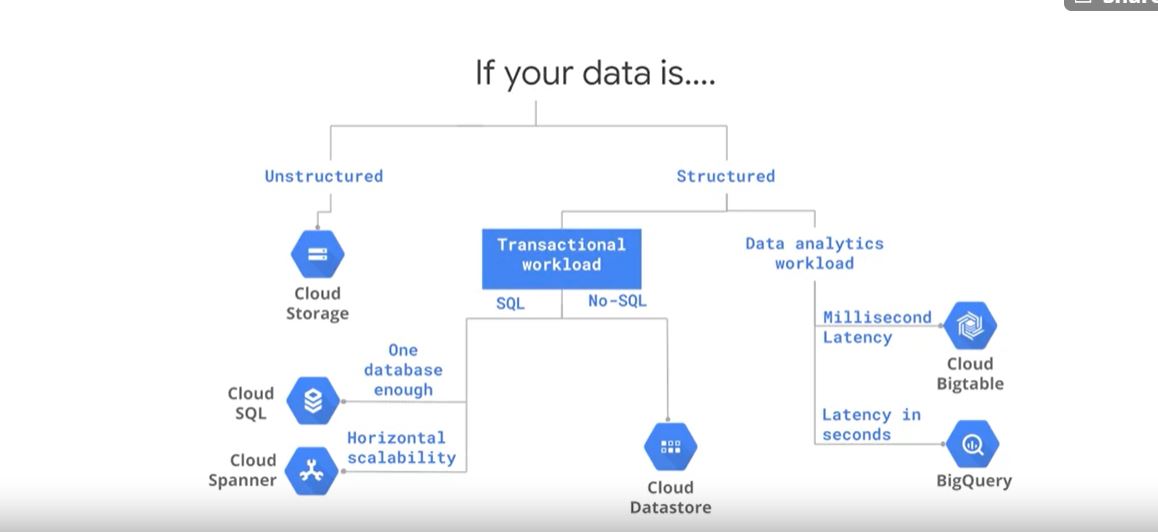 If your data is....
Unstructured
Structured
Cloud
Storage
Transactional
workload
SQL
No-SQL
Data analytics
workload
One
database
enough
Cloud
SQL
Horizontal
scalability
Cloud
Spanner
Cloud
Datastore
Millisecond
Latency
Cloud
Bigtable
Latency in
seconds
BigQuery